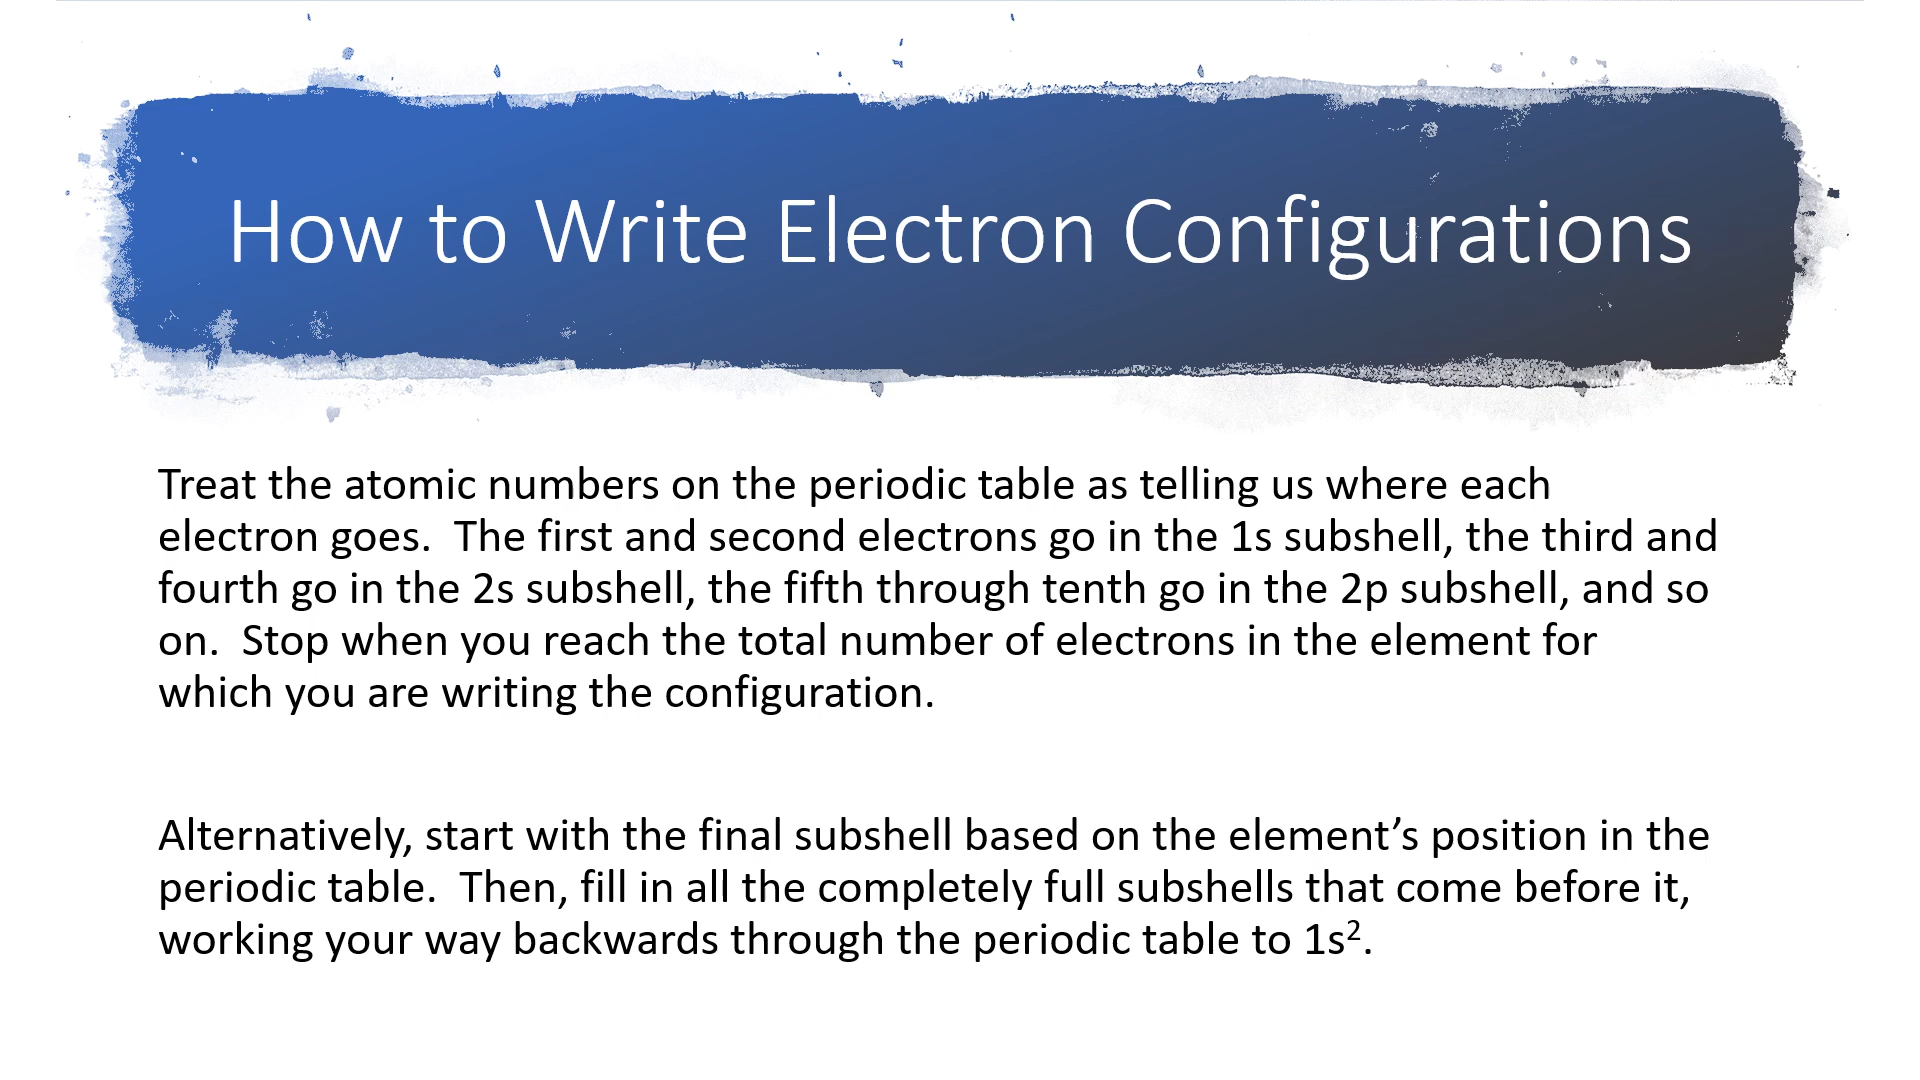 How to Write Electron Configurations
Treat the atomic numbers on the periodic table as telling us where each
electron goes.  The first and second electrons go in the 1s subshell, the third and
fourth go in the 2s subshell, the fifth through tenth go in the 2p subshell, and so
on.  Stop when you reach the total number of electrons in the element for
which you are writing the configuration.
Alternatively, start with the final subshell based on the element’s position in the
periodic table.  Then, fill in all the completely full subshells that come before it,
working your way backwards through the periodic table to 1s².